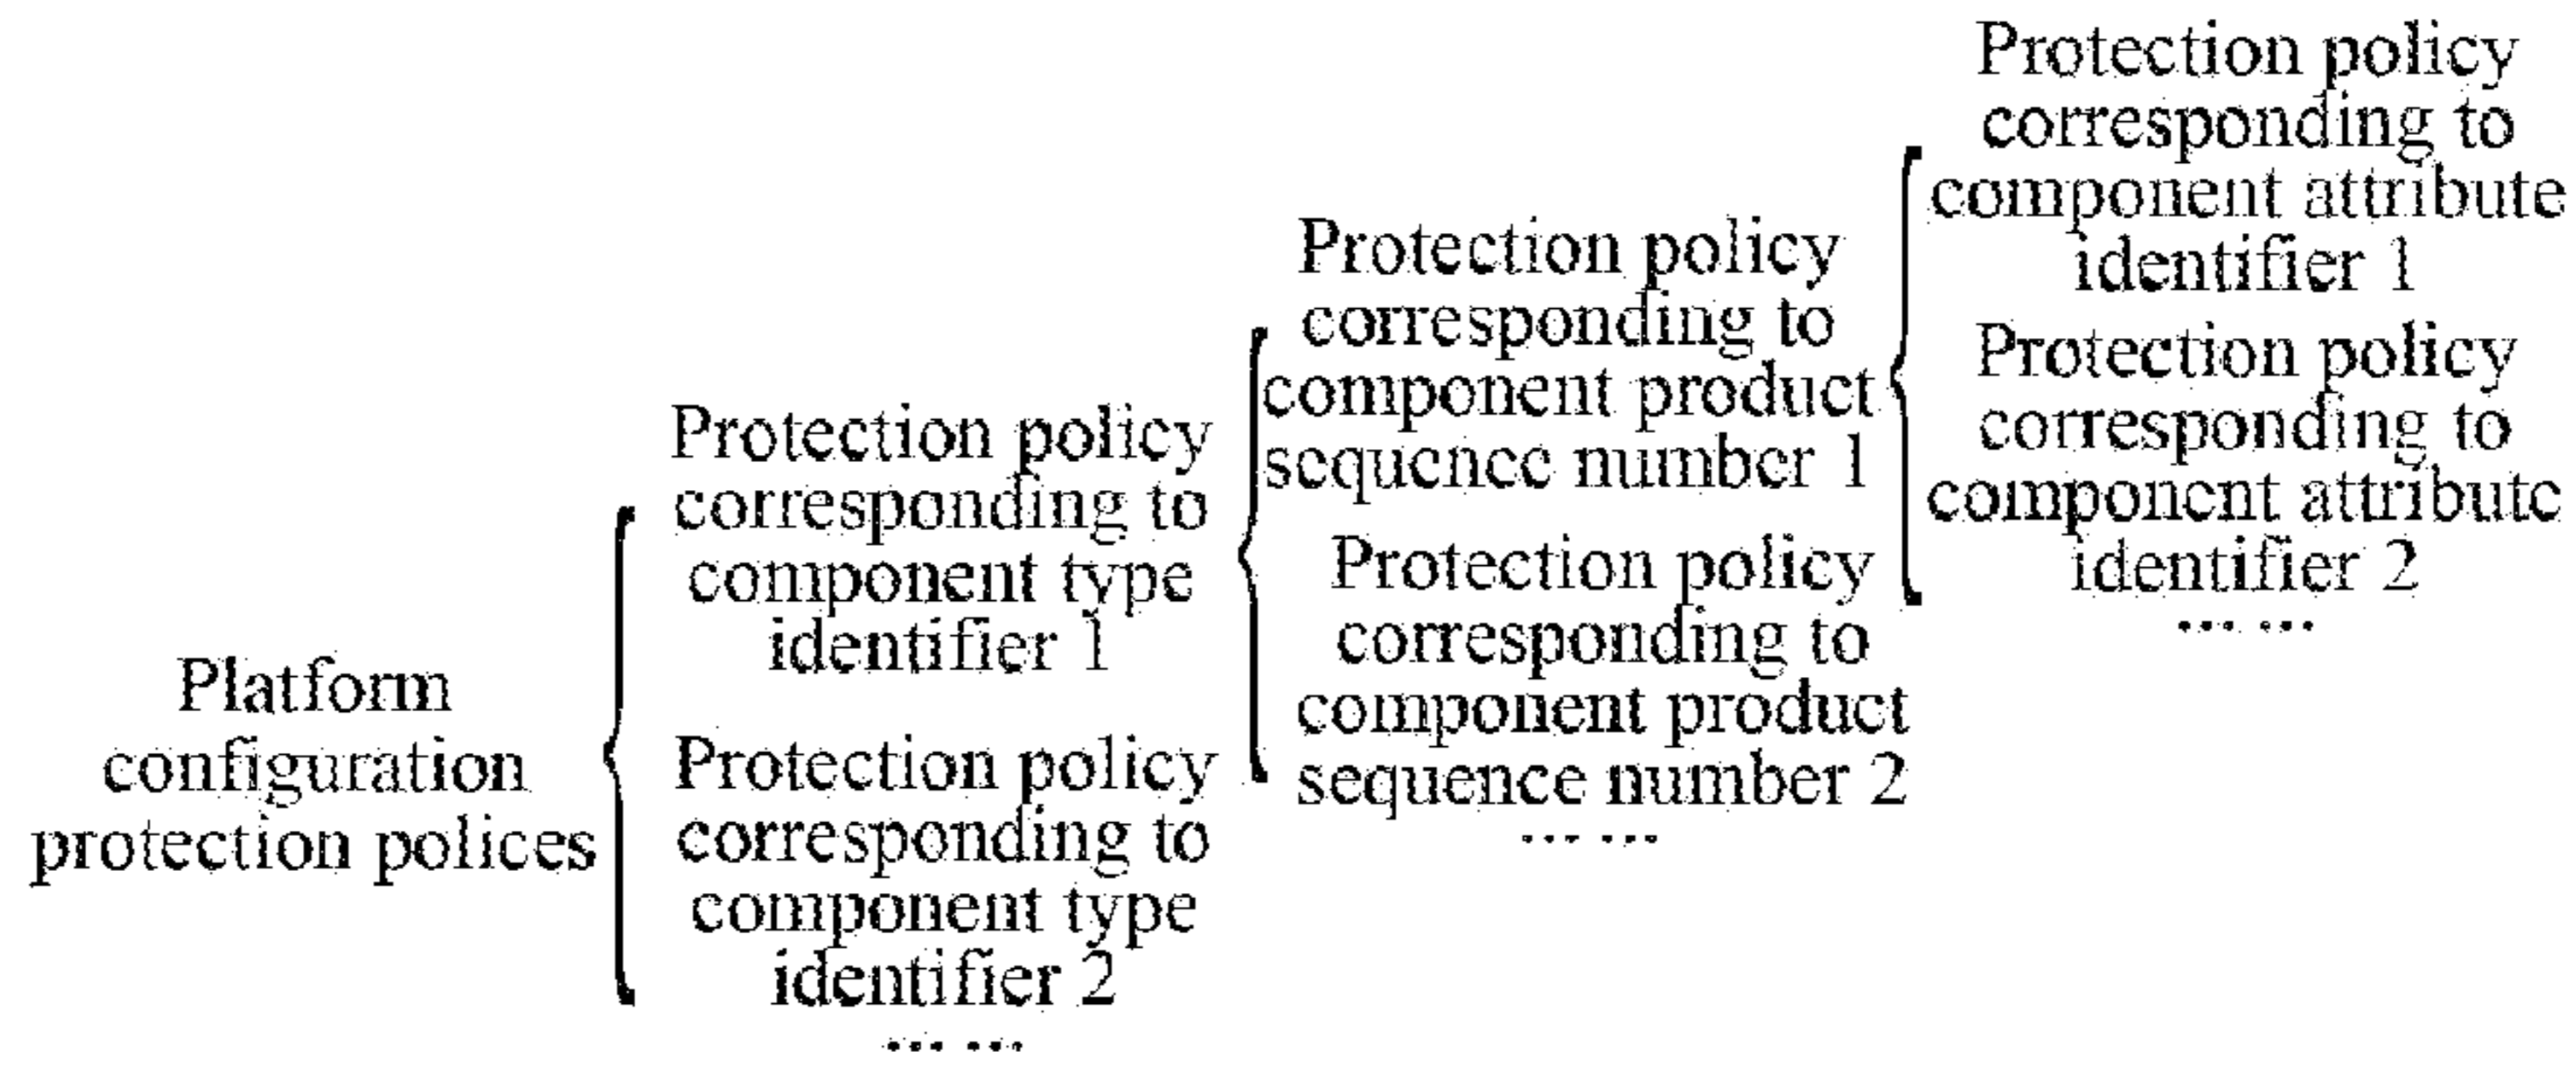 Platform
configuration
protection polices
Protection policy
corresponding to
component type
identifier 1
Protection policy
corresponding to
component type
identifier 2
... ...
Protection policy
corresponding to
component product
sequence number 1
Protection policy
corresponding to
component product
sequence number 2
... ...
Protection policy
corresponding to
component attribute
identifier 1
Protection policy
corresponding to
component attribute
identifier 2
... ...